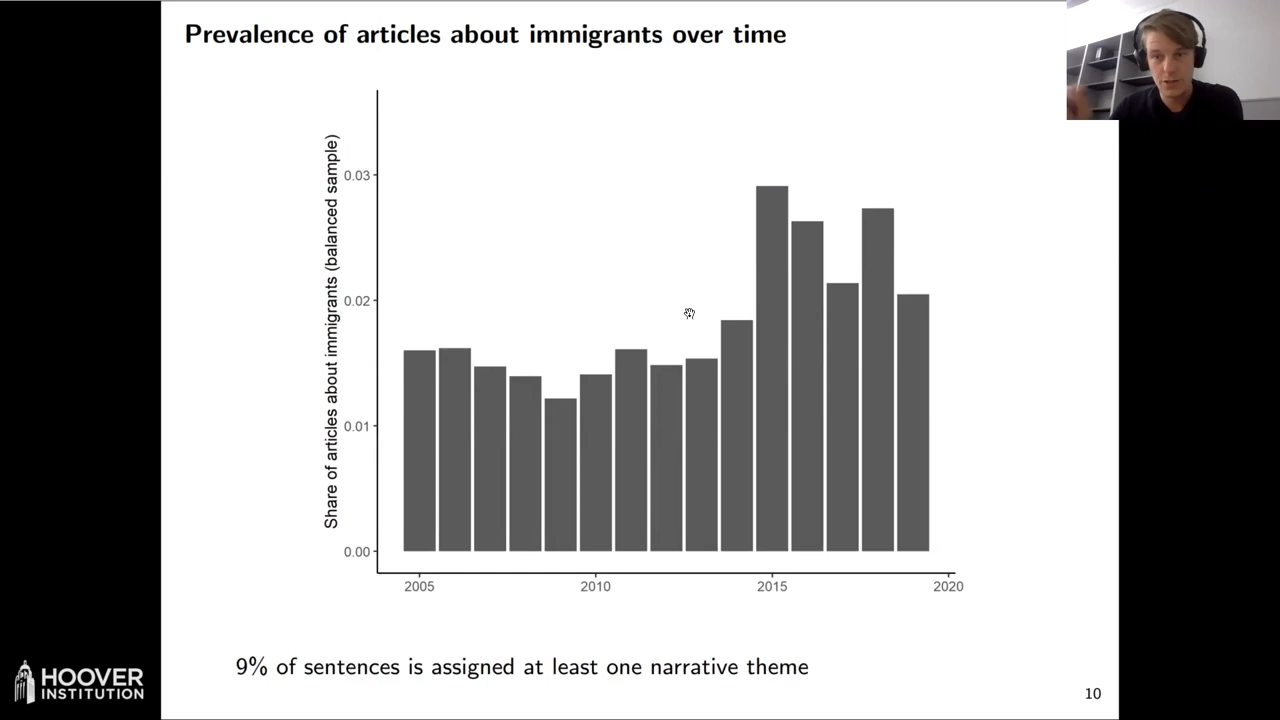 Prevalence of articles about immigrants over time
Share of articles about immigrants (balanced sample)
0.03
0.02
0.01
0.00
2005 2010 2015 2020
9% of sentences is assigned at least one narrative theme
10
HOOVER
INSTITUTION